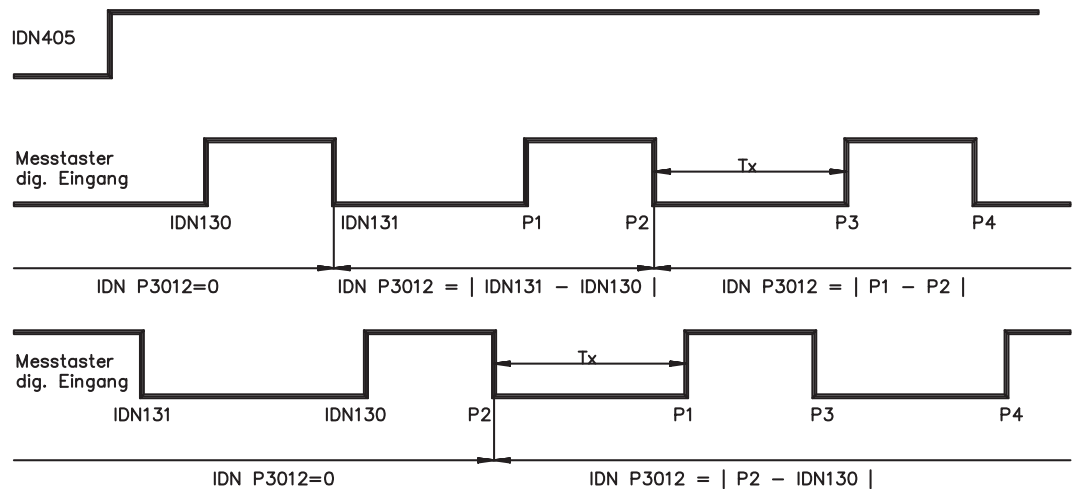 IDN405
Messtaster
dig. Eingang
Tx
IDN130 IDN131 P1 P2 P3 P4
IDN P3012=0 IDN P3012 = | IDN131 - IDN130 | IDN P3012 = | P1 - P2 |
Messtaster
dig. Eingang
Tx
IDN131 IDN130 P2 P1 P3 P4
IDN P3012=0 IDN P3012 = | P2 - IDN130 |